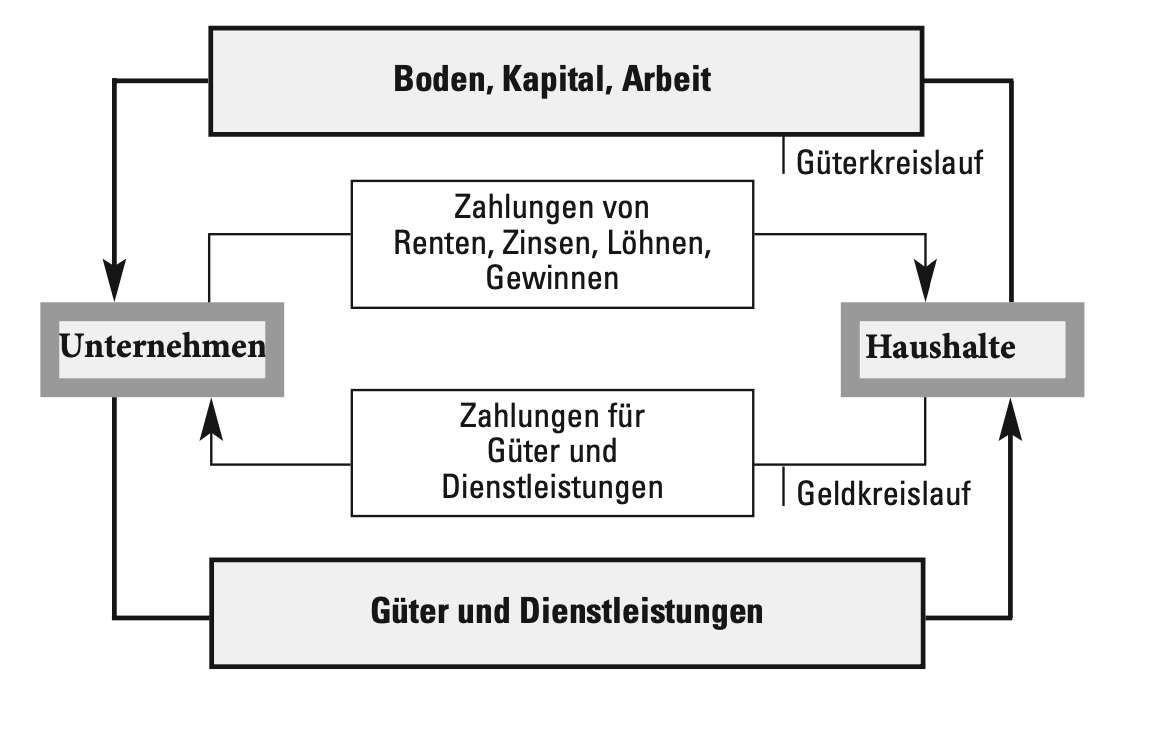 Boden, Kapital, Arbeit
Güterkreislauf
Zahlungen von
Renten, Zinsen, Löhnen,
Gewinnen
Unternehmen
Haushalte
Zahlungen für
Güter und
Dienstleistungen
Geldkreislauf
Güter und Dienstleistungen